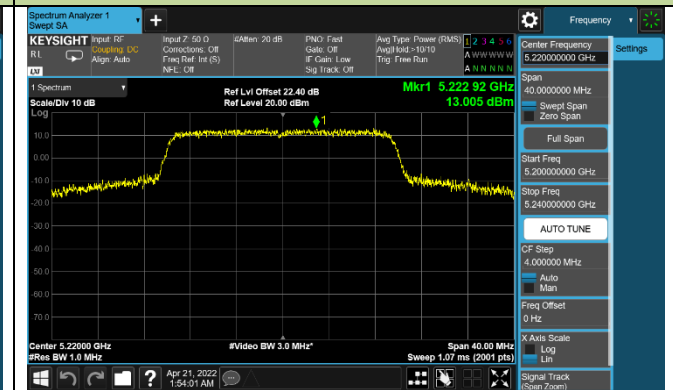 Spectrum Analyzer 1
Swept SA
Frequency
KEYSIGHT
Input: RF
Input Z: 50 Ω
#Atten: 20 dB
PNO: Fast
Avg Type: Power (RMS)
1 2 3 4 5 6
RL
Coupling: DC
Corrections: Off
Gate: Off
Avg|Hold:>10/10
A W W W W W
Align: Auto
Freq Ref: Int (S)
IF Gain: Low
Trig: Free Run
NFE: Off
Sig Track: Off
A N N N N N
LXI
1 Spectrum
Scale/Div 10 dB
Ref Lvl Offset 22.40 dB
Ref Level 20.00 dBm
Mkr1 5.222 92 GHz
13.005 dBm
Log
1
10.0
0.00
-10.0
-20.0
-30.0
-40.0
-50.0
-60.0
-70.0
Center 5.22000 GHz
#Video BW 3.0 MHz*
Span 40.00 MHz
#Res BW 1.0 MHz
Sweep 1.07 ms (2001 pts)
Apr 21, 2022
1:54:01 AM
Center Frequency
5.220000000 GHz
Settings
Span
40.0000000 MHz
Swept Span
Zero Span
Full Span
Start Freq
5.200000000 GHz
Stop Freq
5.240000000 GHz
AUTO TUNE
CF Step
4.000000 MHz
Auto
Man
Freq Offset
0 Hz
X Axis Scale
Log
Lin
Signal Track
(Span Zoom)